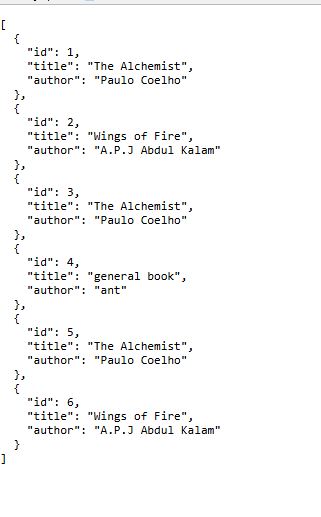 [
  {
    "id": 1,
    "title": "The Alchemist",
    "author": "Paulo Coelho"
  },
  {
    "id": 2,
    "title": "Wings of Fire",
    "author": "A.P.J Abdul Kalam"
  },
  {
    "id": 3,
    "title": "The Alchemist",
    "author": "Paulo Coelho"
  },
  {
    "id": 4,
    "title": "general book",
    "author": "ant"
  },
  {
    "id": 5,
    "title": "The Alchemist",
    "author": "Paulo Coelho"
  },
  {
    "id": 6,
    "title": "Wings of Fire",
    "author": "A.P.J Abdul Kalam"
  }
]